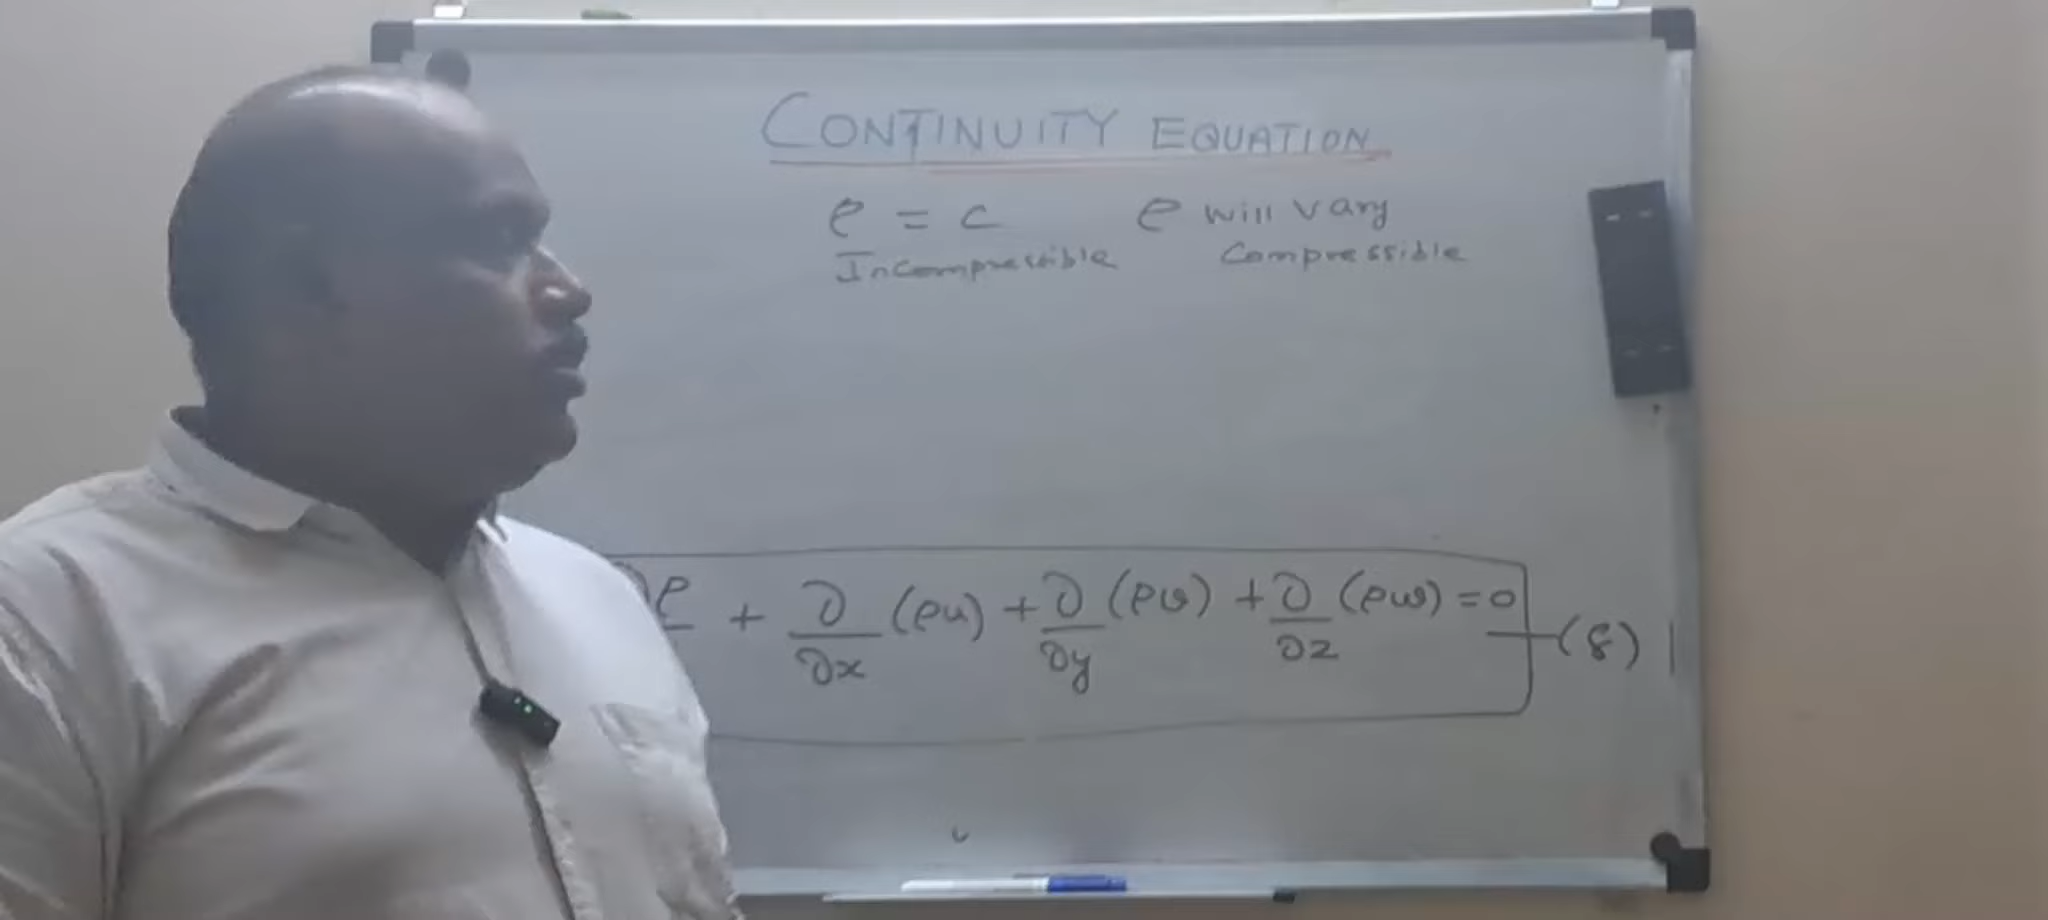 CONTINUITY EQUATION
ρ = c ρ will vary
Incompressible Compressible
∂ρ + ∂/∂x (ρu) + ∂/∂y (ρv) + ∂/∂z (ρw) = 0 (8)